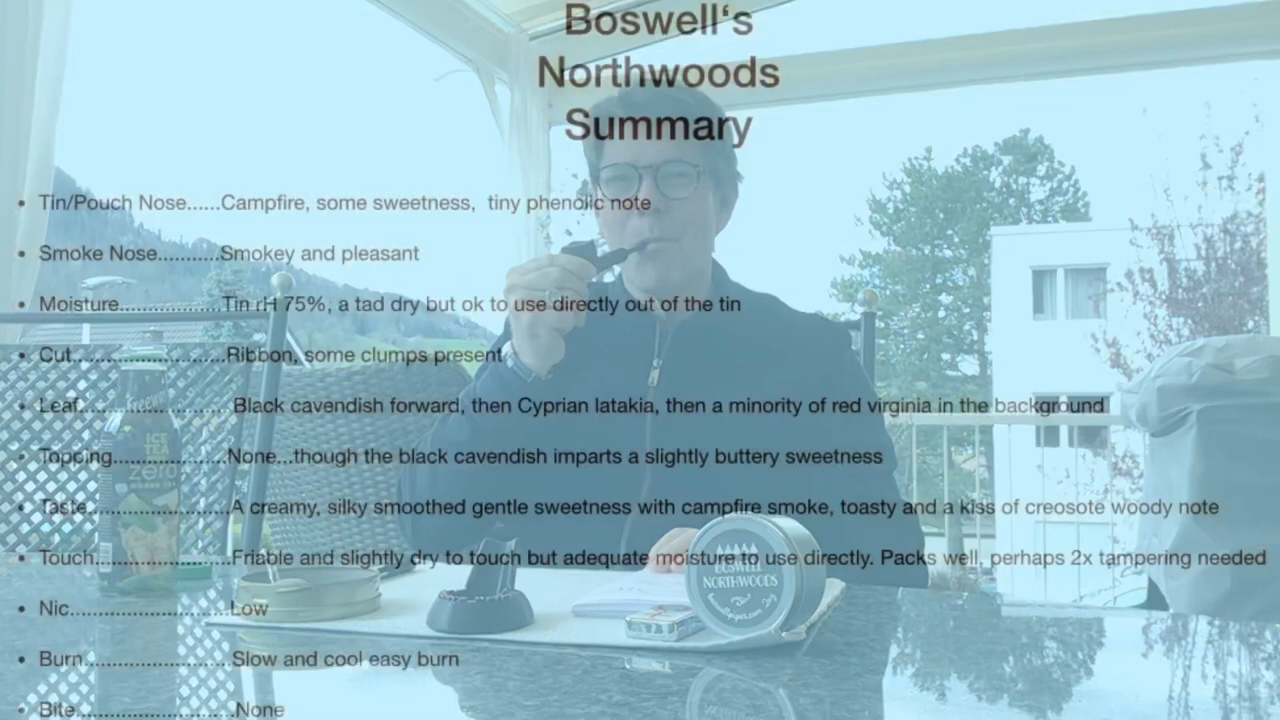 Boswell‘s
Northwoods
Summary
• Tin/Pouch Nose......Campfire, some sweetness,  tiny phenolic note
• Smoke Nose...........Smokey and pleasant
• Moisture..................Tin rH 75%, a tad dry but ok to use directly out of the tin
• Cut...........................Ribbon, some clumps present
• Leaf......................... Black cavendish forward, then Cyprian latakia, then a minority of red virginia in the background
• Topping....................None...though the black cavendish imparts a slightly buttery sweetness
• Taste.........................A creamy, silky smoothed gentle sweetness with campfire smoke, toasty and a kiss of creosote woody note
• Touch........................Friable and slightly dry to touch but adequate moisture to use directly. Packs well, perhaps 2x tampering needed
• Nic............................Low
• Burn..........................Slow and cool easy burn
• Bite............................None
ICE
TEA
zero
BOSWELL
NORTHWOODS